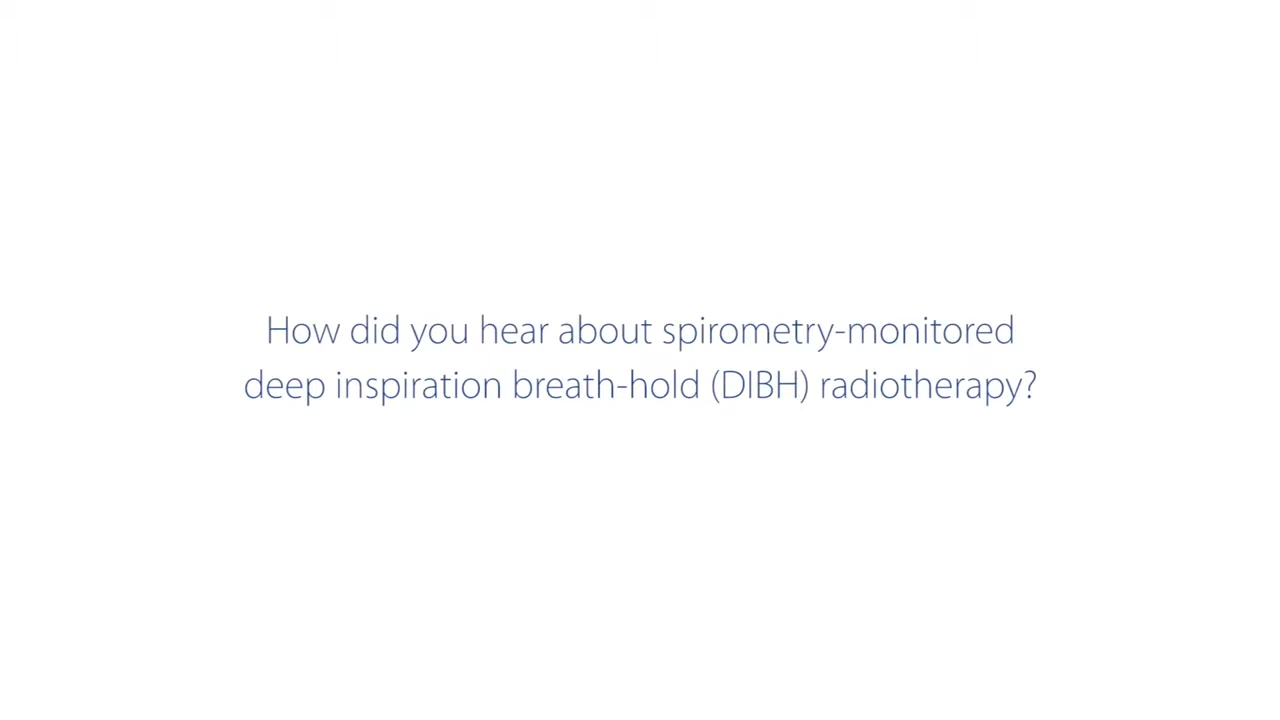 How did you hear about spirometry-monitored
deep inspiration breath-hold (DIBH) radiotherapy?